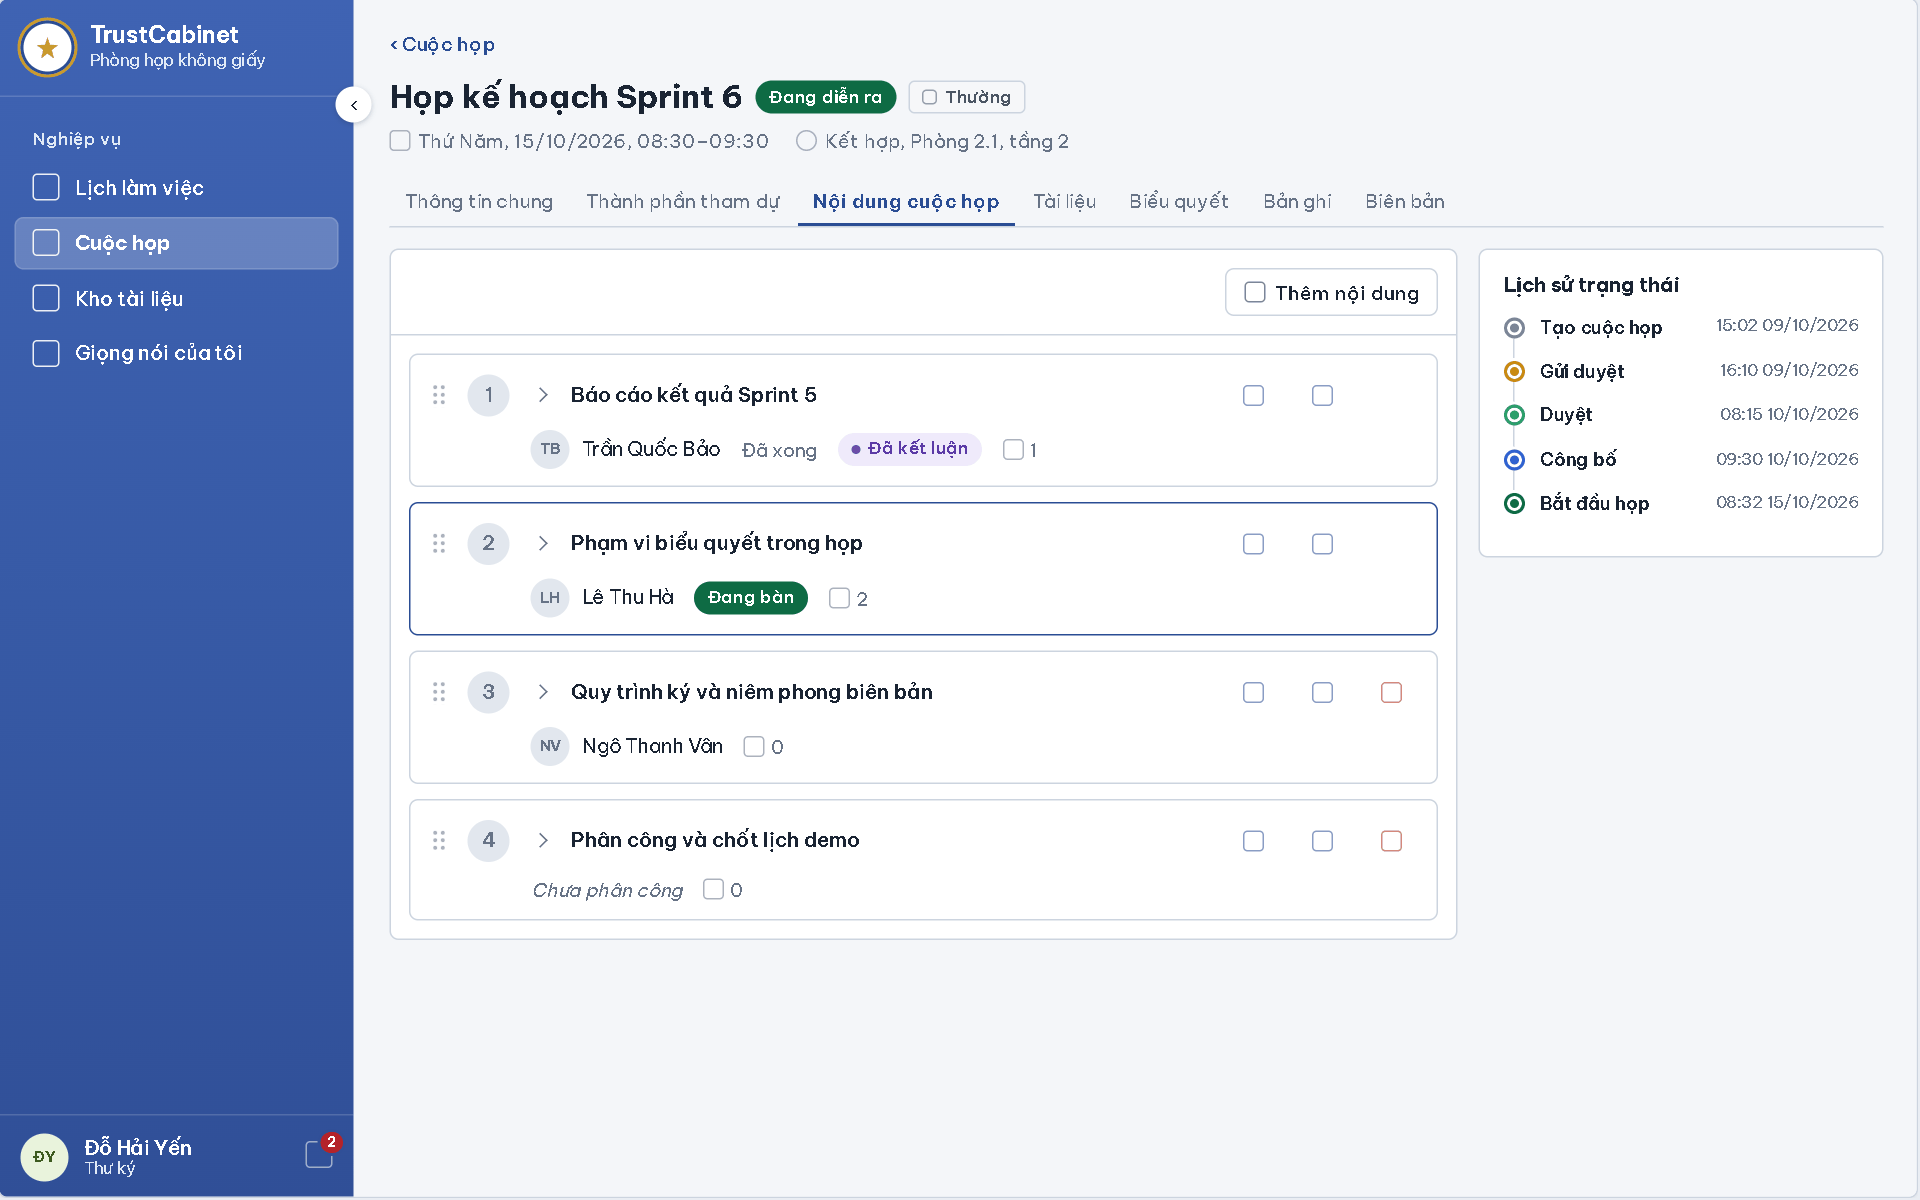 TrustCabinet
Phòng họp không giấy
Nghiệp vụ
Lịch làm việc
Cuộc họp
Kho tài liệu
Giọng nói của tôi
ĐY
Đỗ Hải Yến
Thư ký
2
‹ Cuộc họp
Họp kế hoạch Sprint 6 Đang diễn ra Thường
Thứ Năm, 15/10/2026, 08:30–09:30 Kết hợp, Phòng 2.1, tầng 2
Thông tin chung Thành phần tham dự Nội dung cuộc họp Tài liệu Biểu quyết Bản ghi Biên bản
Thêm nội dung
1 Báo cáo kết quả Sprint 5
TB Trần Quốc Bảo Đã xong Đã kết luận 1
2 Phạm vi biểu quyết trong họp
LH Lê Thu Hà Đang bàn 2
3 Quy trình ký và niêm phong biên bản
NV Ngô Thanh Vân 0
4 Phân công và chốt lịch demo
Chưa phân công 0
Lịch sử trạng thái
Tạo cuộc họp 15:02 09/10/2026
Gửi duyệt 16:10 09/10/2026
Duyệt 08:15 10/10/2026
Công bố 09:30 10/10/2026
Bắt đầu họp 08:32 15/10/2026